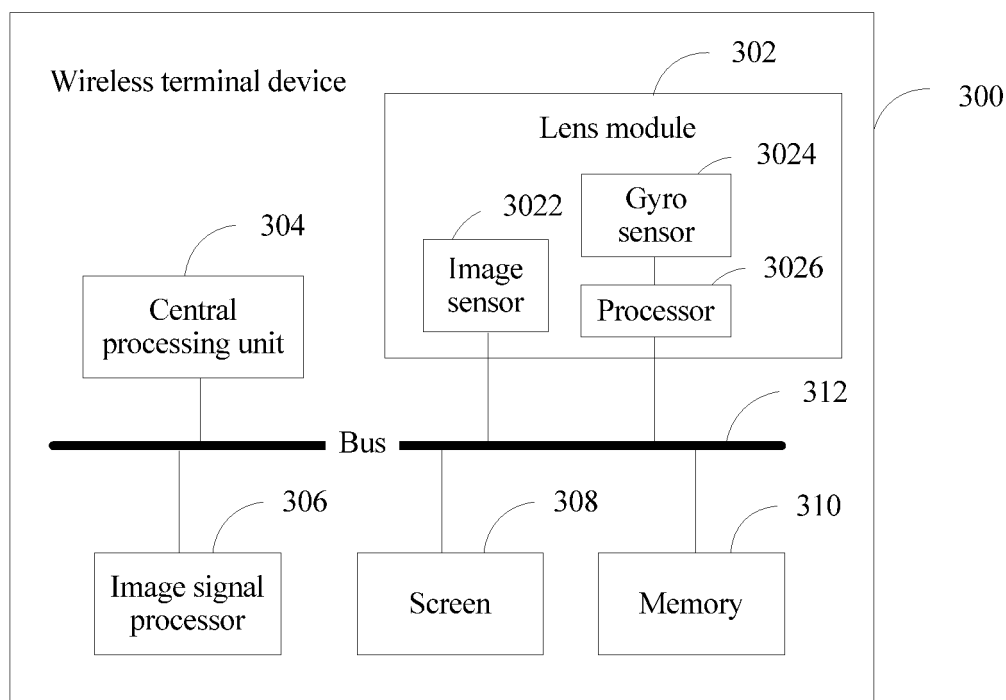 Wireless terminal device
302
300
Lens module
3024
Gyro
sensor
3022
Image
sensor
3026
Processor
304
Central
processing unit
312
Bus
306
Image signal
processor
308
Screen
310
Memory